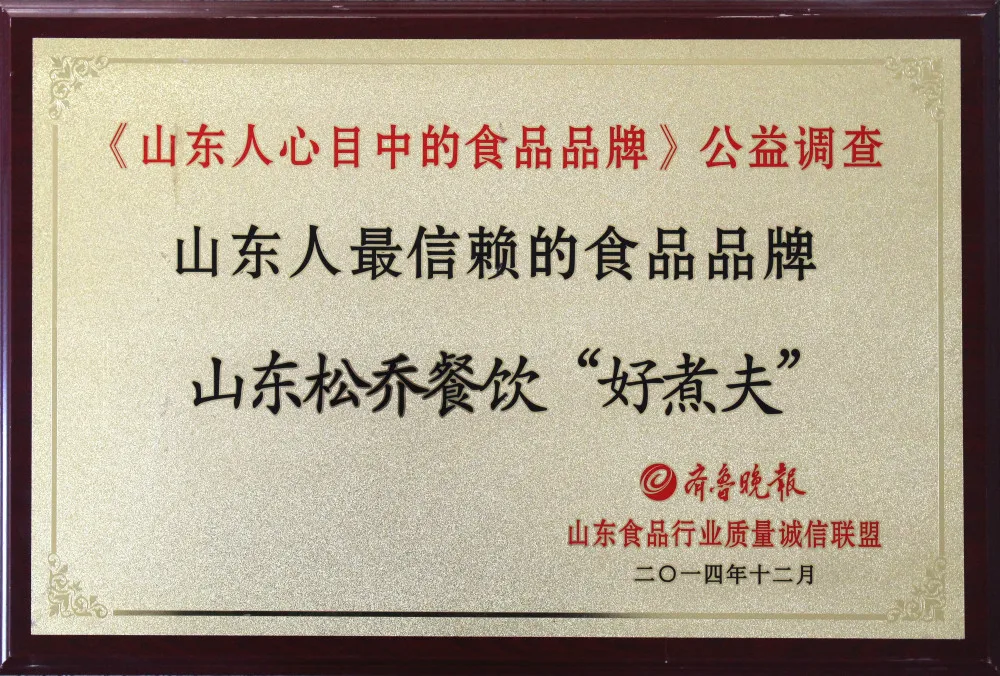 《山东人心目中的食品品牌》公益调查
山东人最信赖的食品品牌
山东松乔餐饮“好煮夫”
齐鲁晚报
山东食品行业质量诚信联盟
二〇一四年十二月